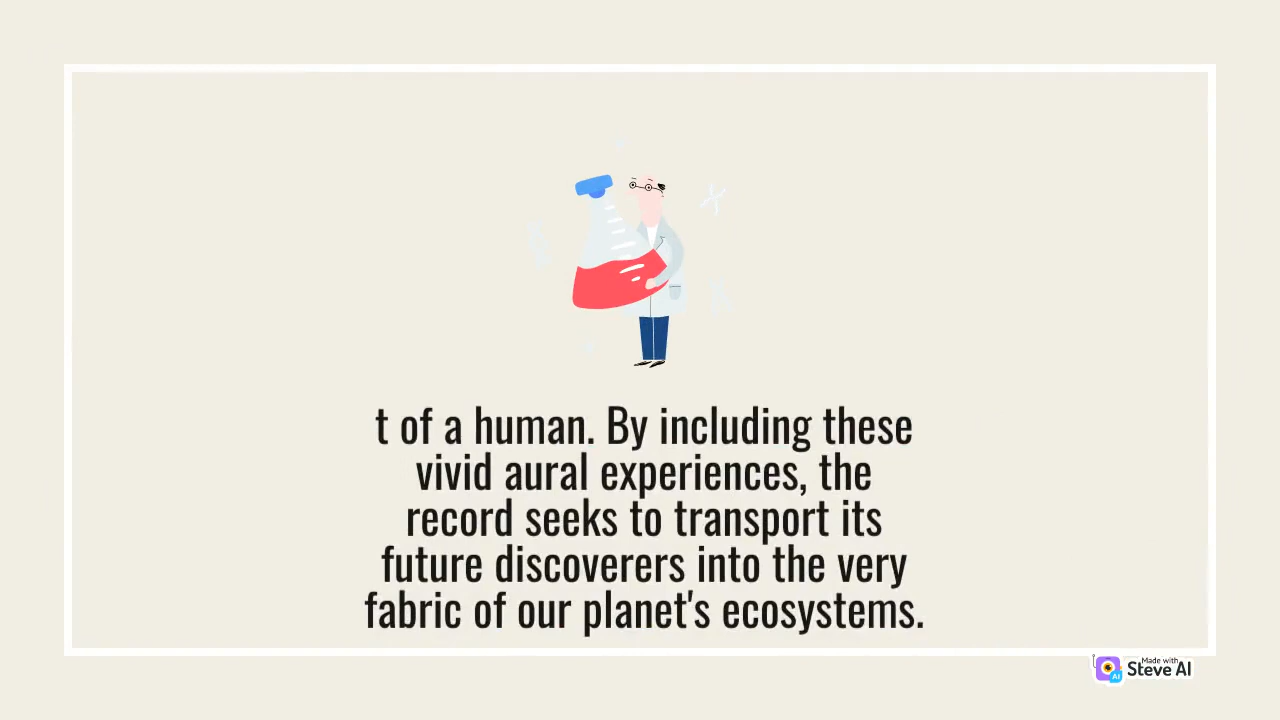 t of a human. By including these
vivid aural experiences, the
record seeks to transport its
future discoverers into the very
fabric of our planet's ecosystems.
Made with
Steve AI
AI